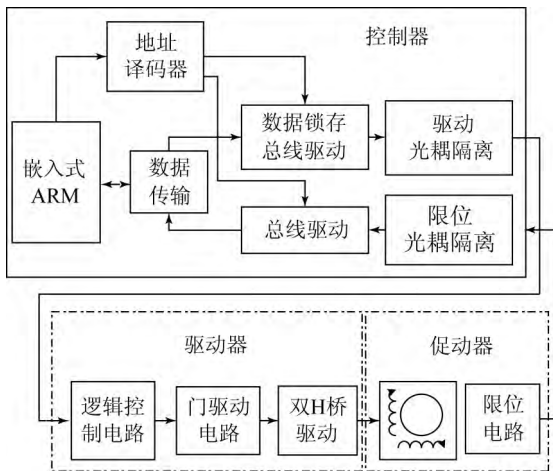 控制器
地址
译码器
嵌入式
ARM
数据
传输
数据锁存
总线驱动
驱动
光耦隔离
总线驱动
限位
光耦隔离
驱动器
逻辑控
制电路
门驱动
电路
双H桥
驱动
促动器
限位
电路